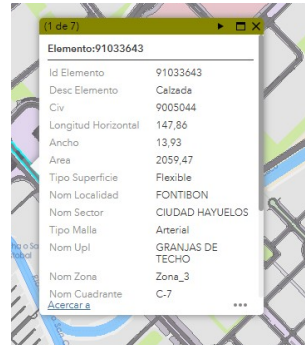 (1 de 7)
Elemento:91033643
Id Elemento 91033643
Desc Elemento Calzada
Civ 9005044
Longitud Horizontal 147,86
Ancho 13,93
Area 2059,47
Tipo Superficie Flexible
Nom Localidad FONTIBON
Nom Sector CIUDAD HAYUELOS
Tipo Malla Arterial
Nom Upl GRANJAS DE
TECHO
Nom Zona Zona_3
Nom Cuadrante C-7
Acercar a